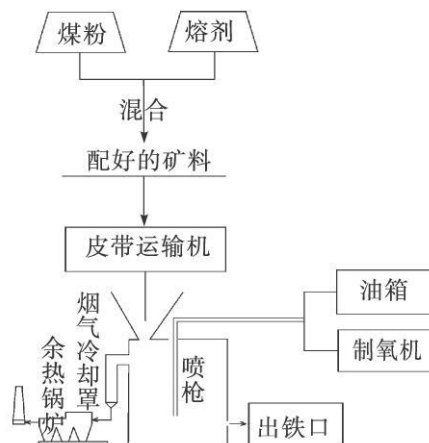 煤粉
熔剂
混合
配好的矿料
皮带运输机
油箱
制氧机
烟气冷却罩
余热锅炉
喷枪
出铁口